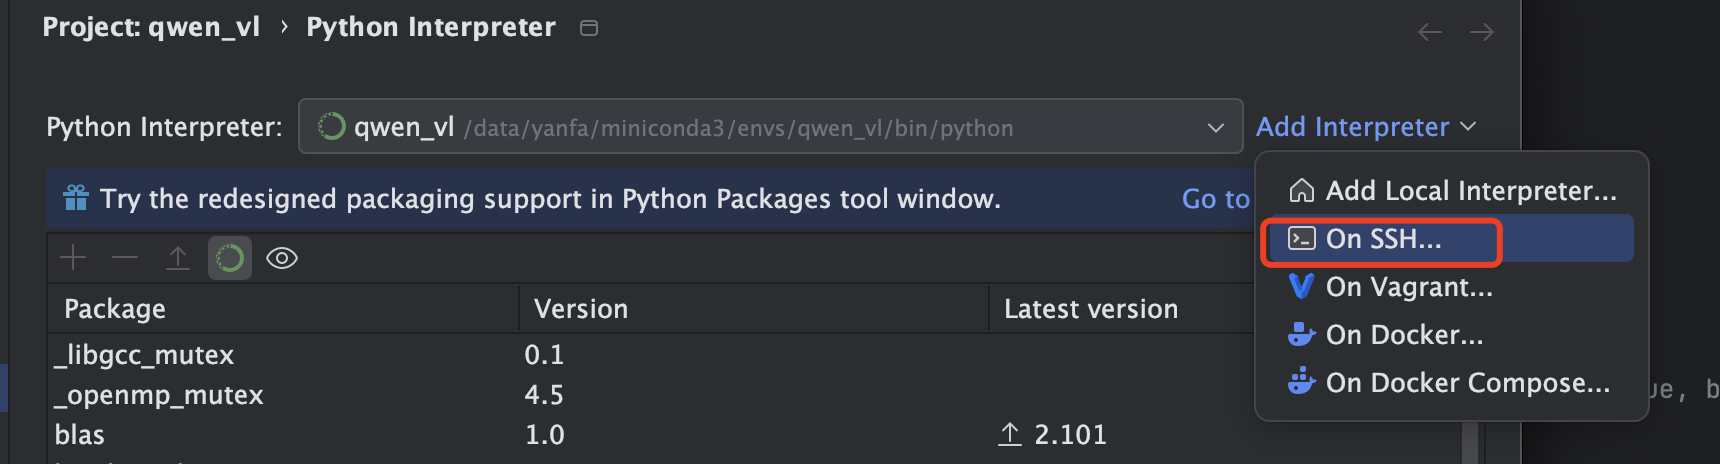 Project: qwen_vl › Python Interpreter
Python Interpreter: qwen_vl /data/yanfa/miniconda3/envs/qwen_vl/bin/python Add Interpreter
Try the redesigned packaging support in Python Packages tool window. Go to
Add Local Interpreter...
On SSH...
On Vagrant...
On Docker...
On Docker Compose...
Package Version Latest version
_libgcc_mutex 0.1
_openmp_mutex 4.5
blas 1.0 2.101